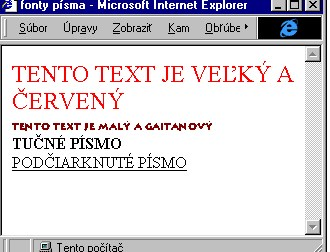 fonty písma - Microsoft Internet Explorer
Súbor Úpravy Zobraziť Kam Obľúbe
TENTO TEXT JE VEĽKÝ A
ČERVENÝ
TENTO TEXT JE MALÝ A GAITANOVÝ
TUČNÉ PÍSMO
PODČIARKNUTÉ PÍSMO
Tento počítač